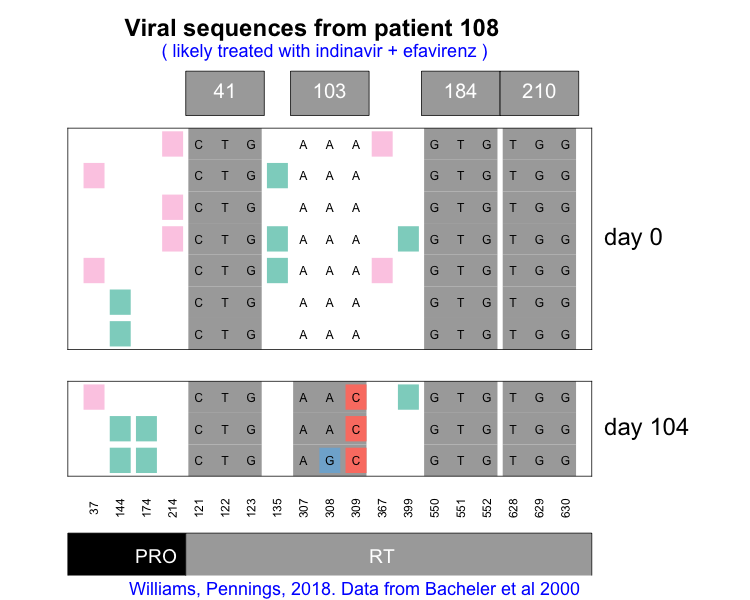 Viral sequences from patient 108
( likely treated with indinavir + efavirenz )
41 103 184 210
C T G A A A G T G T G G
C T G A A A G T G T G G
C T G A A A G T G T G G
C T G A A A G T G T G G
day 0
C T G A A A G T G T G G
C T G A A A G T G T G G
C T G A A A G T G T G G
C T G A A C G T G T G G
C T G A A C G T G T G G
day 104
C T G A G C G T G T G G
37 144 174 214 121 122 123 135 307 308 309 367 399 550 551 552 628 629 630
PRO RT
Williams, Pennings, 2018. Data from Bacheler et al 2000